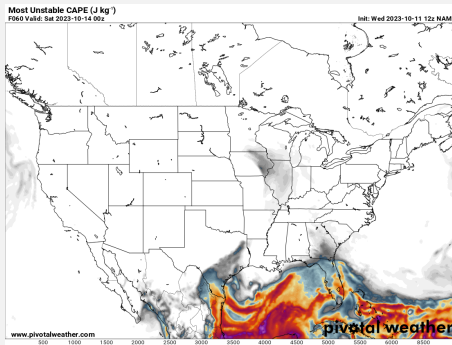 Most Unstable CAPE (J kg⁻¹)
F060 Valid: Sat 2023-10-14 00z Init: Wed 2023-10-11 12z NAM
www.pivotalweather.com
pivotal weather
500 1000 1500 2000 2500 3000 3500 4000 4500 5000 5500 6000 6500 7000 7500 8500